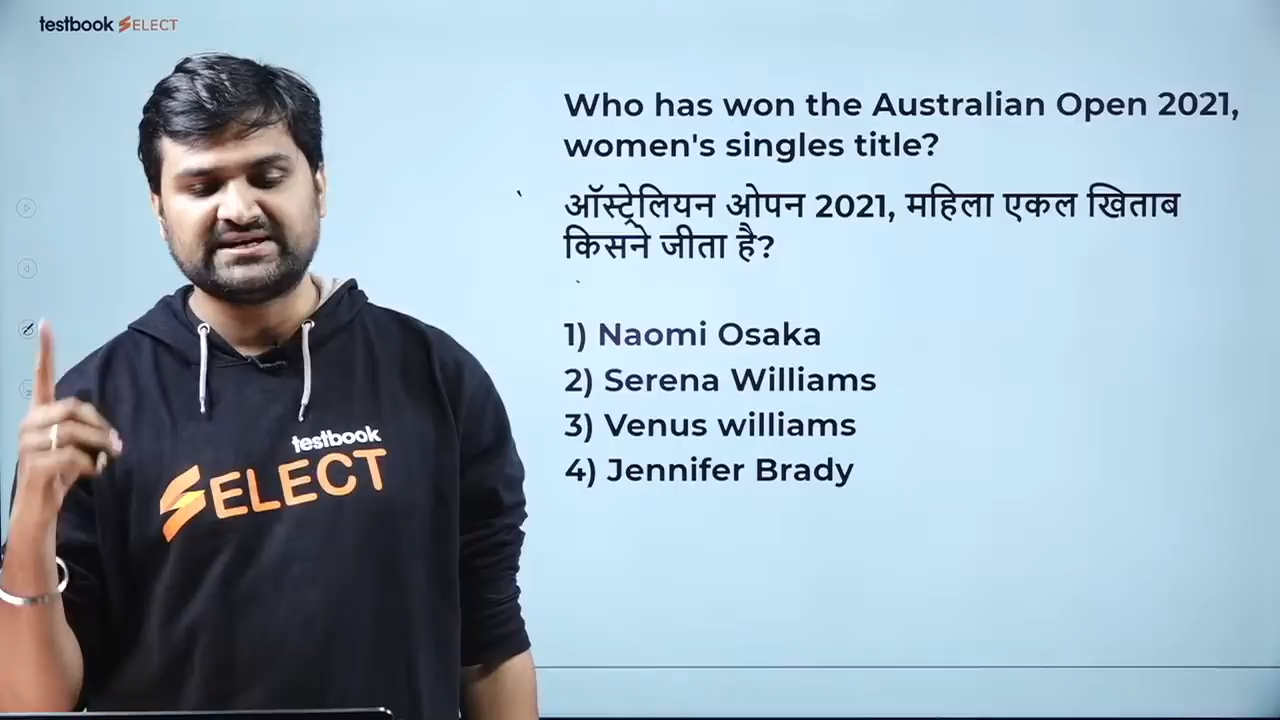 testbook SELECT
Who has won the Australian Open 2021,
women's singles title?
ऑस्ट्रेलियन ओपन 2021, महिला एकल खिताब
किसने जीता है?
1) Naomi Osaka
2) Serena Williams
3) Venus williams
4) Jennifer Brady
testbook
SELECT